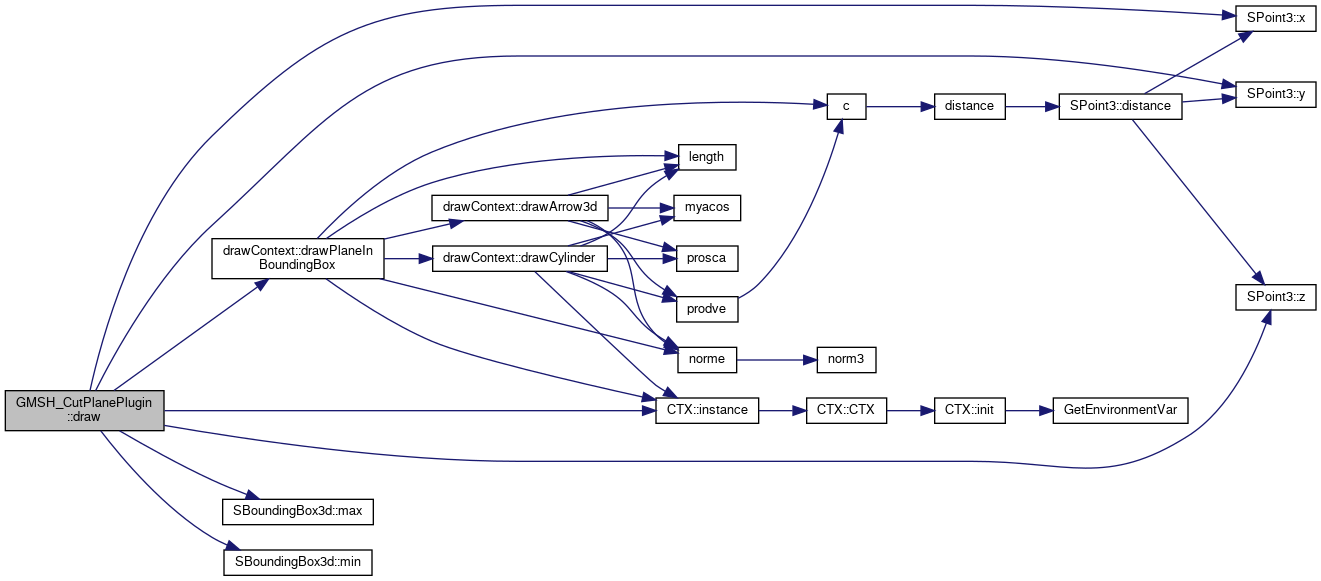 SPoint3::x
SPoint3::y
c
distance
SPoint3::distance
length
drawContext::drawArrow3d
myacos
drawContext::drawPlaneIn
BoundingBox
drawContext::drawCylinder
prosca
prodve
SPoint3::z
norme
norm3
GMSH_CutPlanePlugin
::draw
CTX::instance
CTX::CTX
CTX::init
GetEnvironmentVar
SBoundingBox3d::max
SBoundingBox3d::min